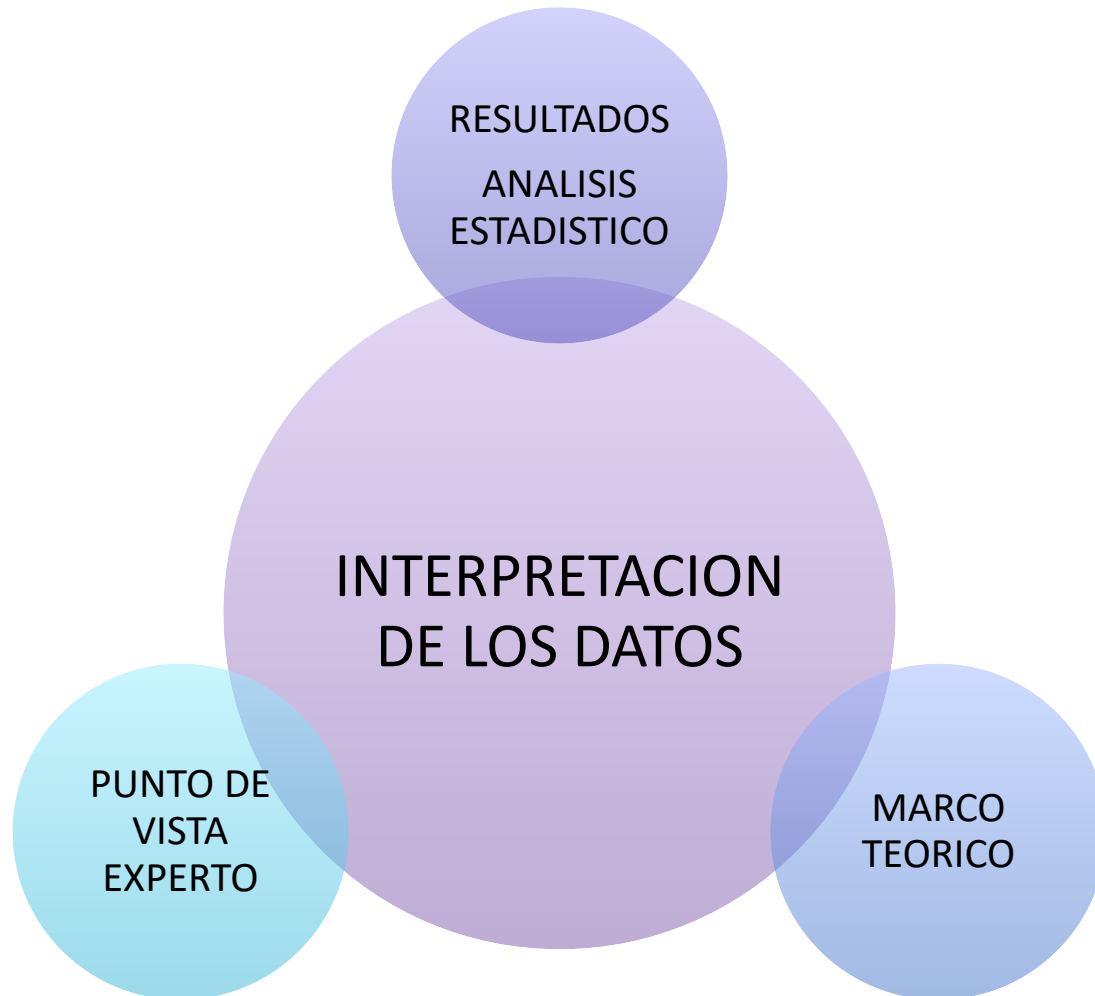 RESULTADOS
ANALISIS
ESTADISTICO
INTERPRETACION
DE LOS DATOS
PUNTO DE
VISTA
EXPERTO
MARCO
TEORICO